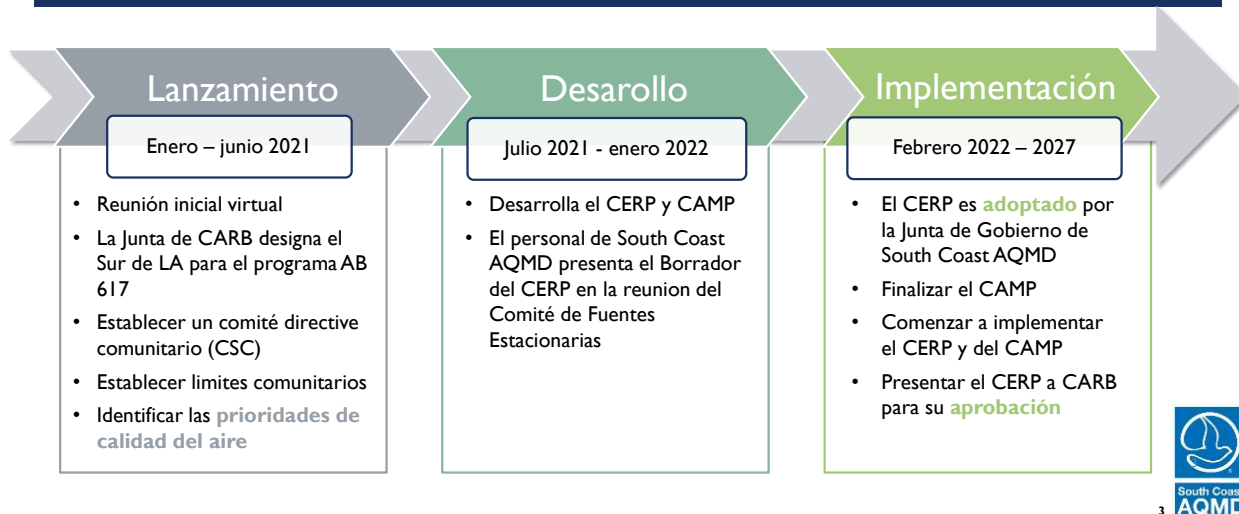 Lanzamiento
Enero – junio 2021
• Reunión inicial virtual
• La Junta de CARB designa el
Sur de LA para el programa AB
617
• Establecer un comité directive
comunitario (CSC)
• Establecer limites comunitarios
• Identificar las prioridades de
calidad del aire
Desarollo
Julio 2021 - enero 2022
• Desarrolla el CERP y CAMP
• El personal de South Coast
AQMD presenta el Borrador
del CERP en la reunion del
Comité de Fuentes
Estacionarias
Implementación
Febrero 2022 – 2027
• El CERP es adoptado por
la Junta de Gobierno de
South Coast AQMD
• Finalizar el CAMP
• Comenzar a implementar
el CERP y del CAMP
• Presentar el CERP a CARB
para su aprobación
South Coast
AQMD
3